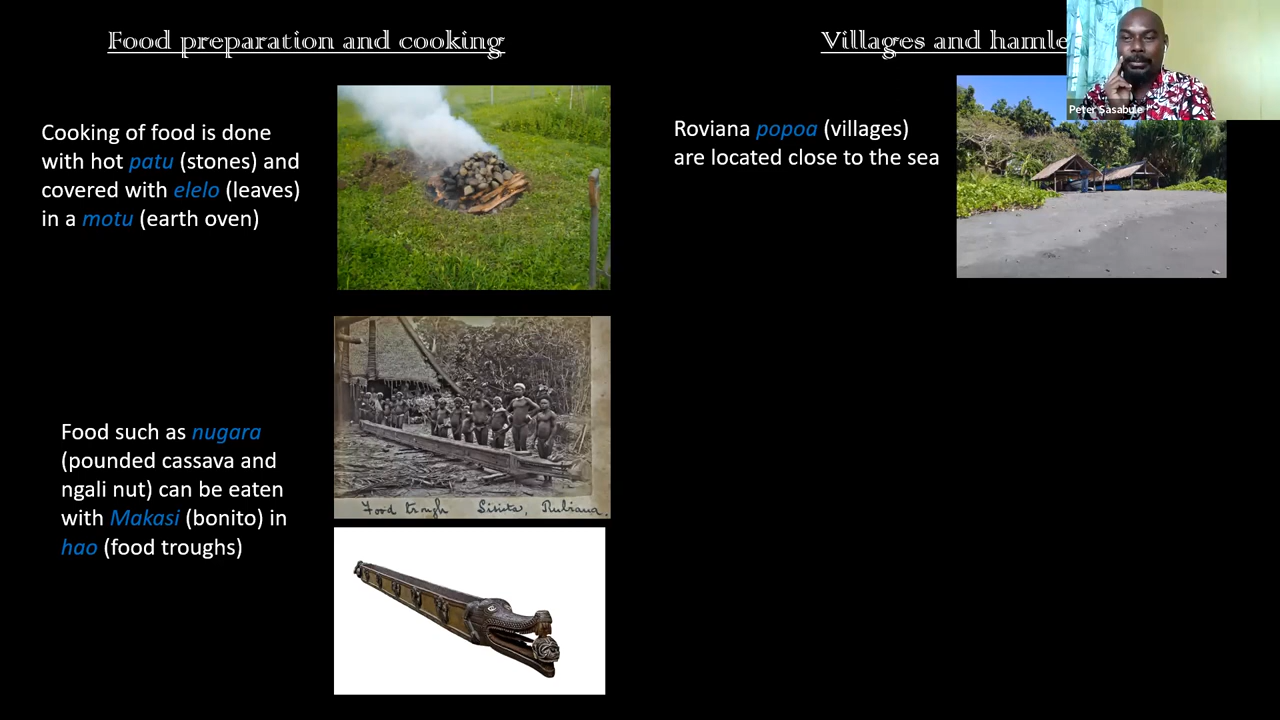 Food preparation and cooking
Cooking of food is done
with hot patu (stones) and
covered with elelo (leaves)
in a motu (earth oven)
Food such as nugara
(pounded cassava and
ngali nut) can be eaten
with Makasi (bonito) in
hao (food troughs)
Food trough Sisieta, Rubiana.
Villages and hamle
Roviana popoa (villages)
are located close to the sea
Peter Sasabule